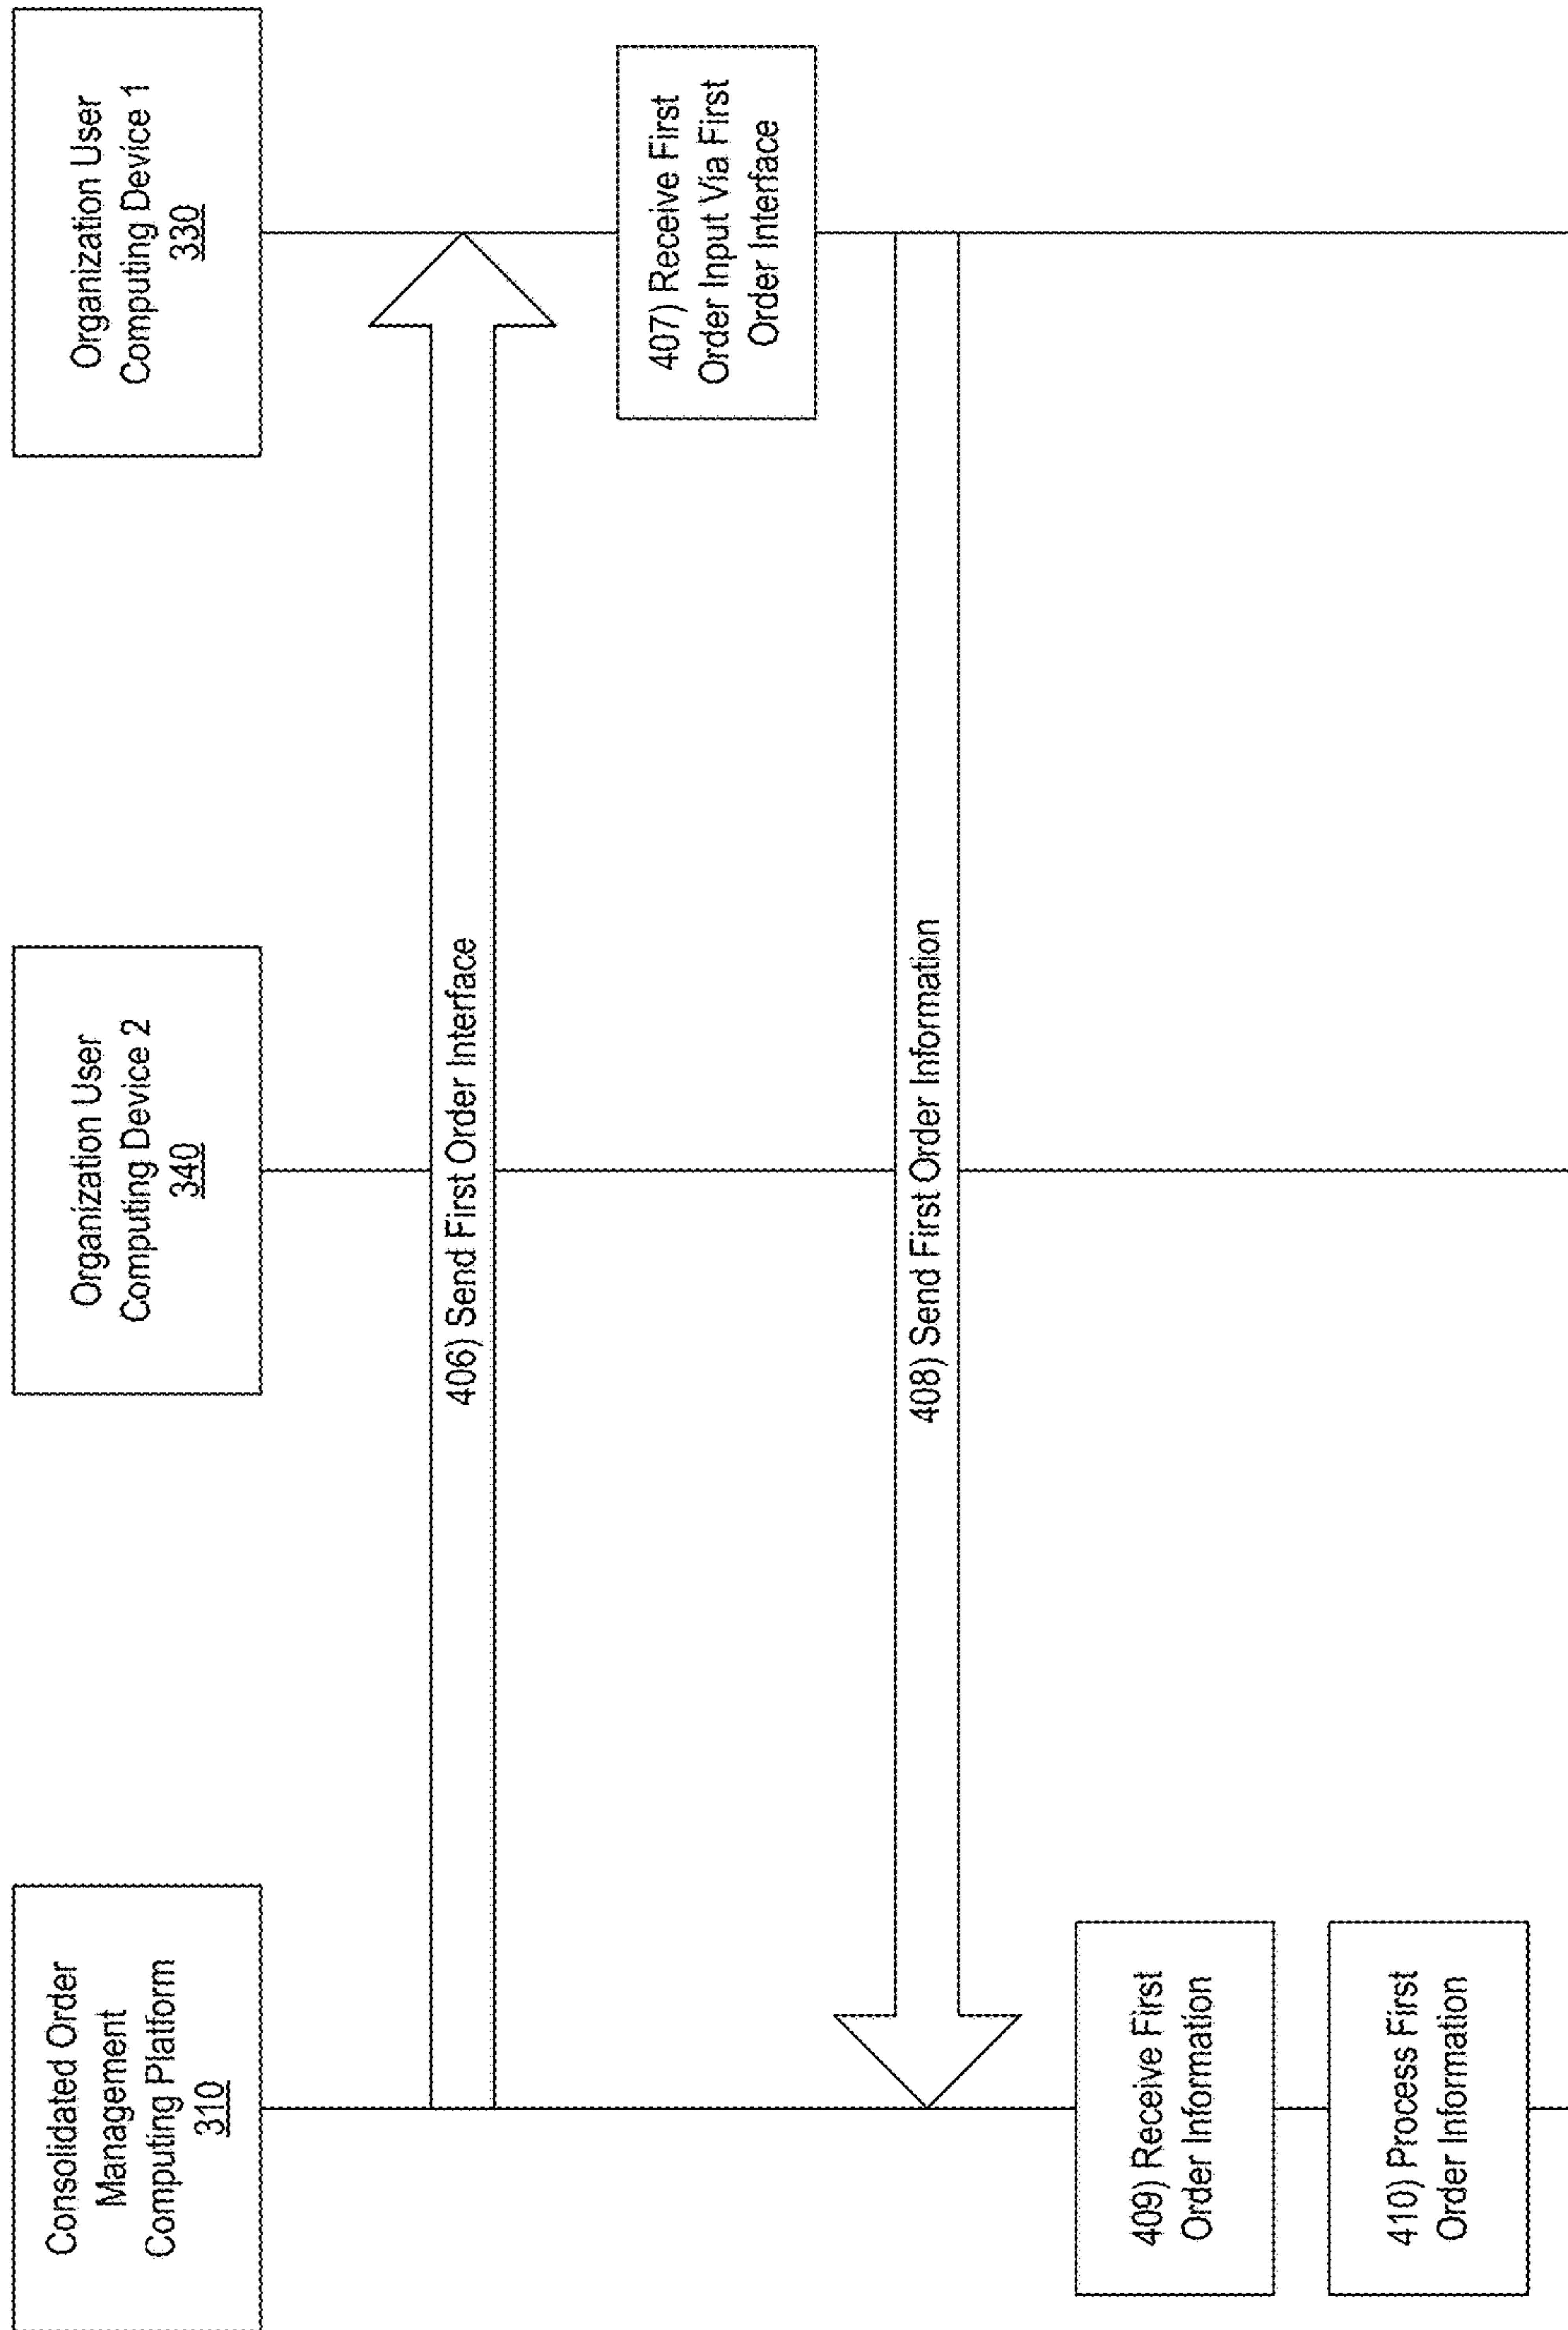 Consolidated Order
Management
Computing Platform
310
Organization User
Computing Device 2
340
Organization User
Computing Device 1
330
406) Send First Order Interface
407) Receive First
Order Input Via First
Order Interface
408) Send First Order Information
409) Receive First
Order Information
410) Process First
Order Information